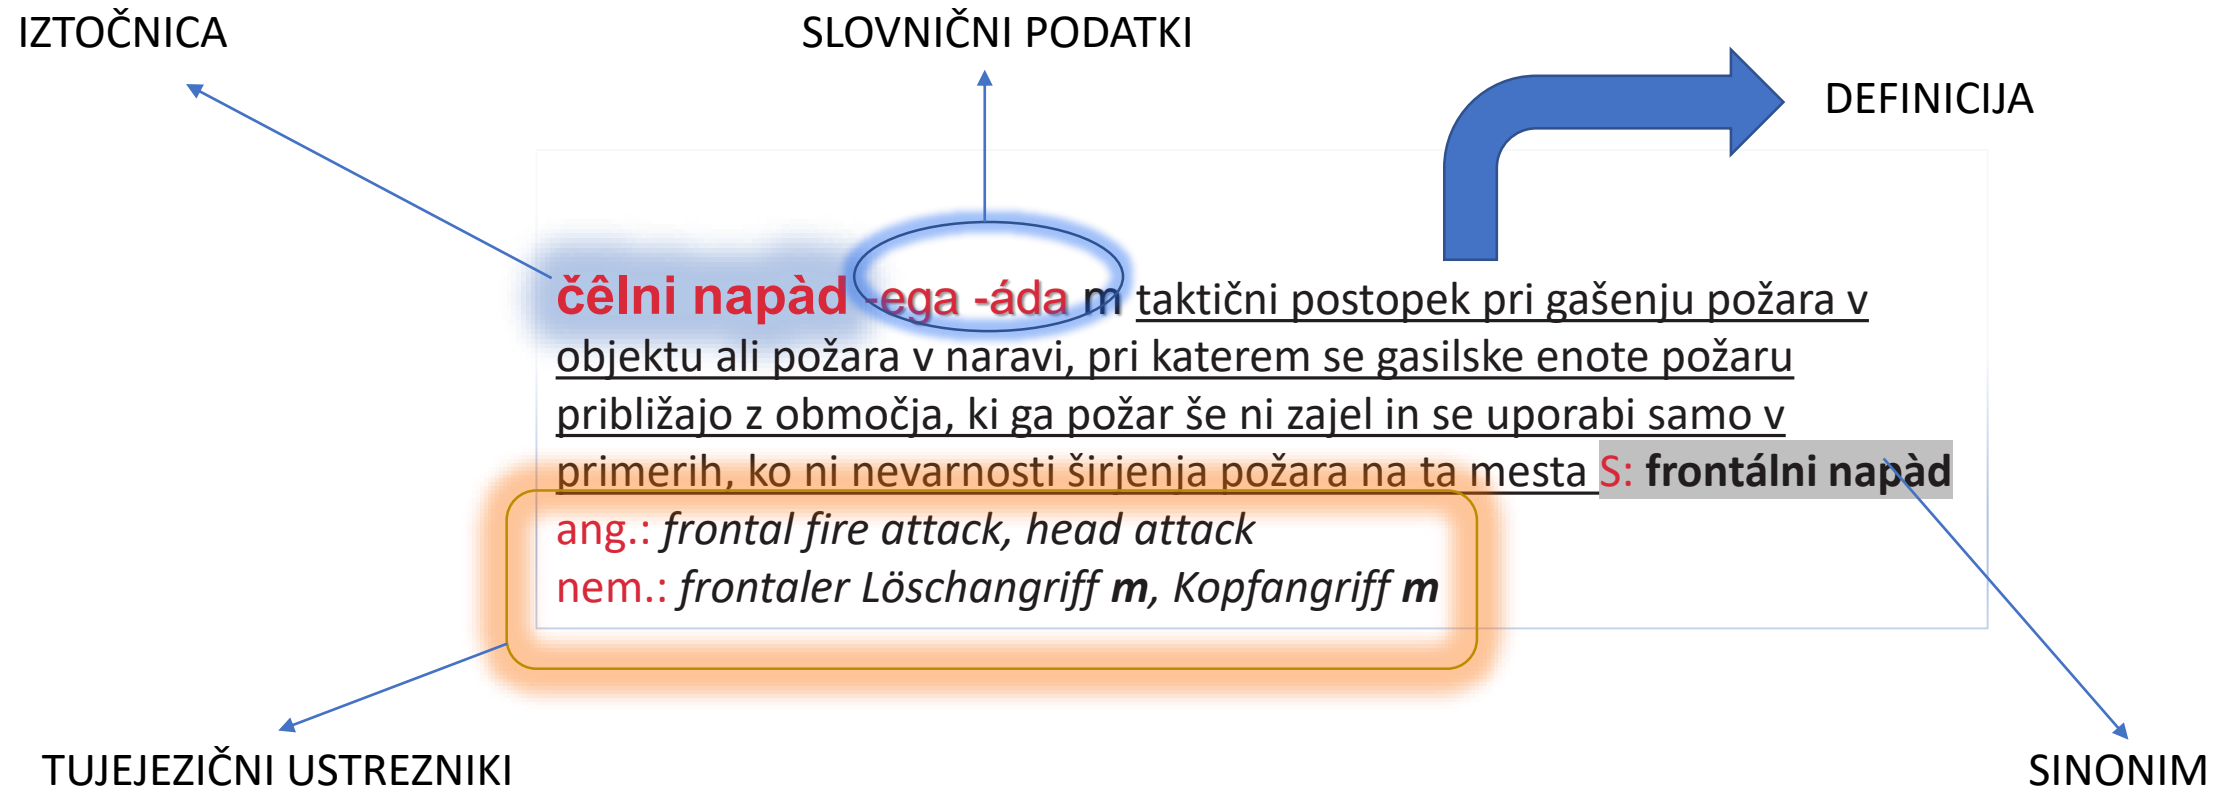 IZTOČNICA
SLOVNIČNI PODATKI
DEFINICIJA
čêlni napàd -ega -áda m taktični postopek pri gašenju požara v
objektu ali požara v naravi, pri katerem se gasilske enote požaru
približajo z območja, ki ga požar še ni zajel in se uporabi samo v
primerih, ko ni nevarnosti širjenja požara na ta mesta S: frontálni napàd
ang.: frontal fire attack, head attack
nem.: frontaler Löschangriff m, Kopfangriff m
TUJEJEZIČNI USTREZNIKI
SINONIM